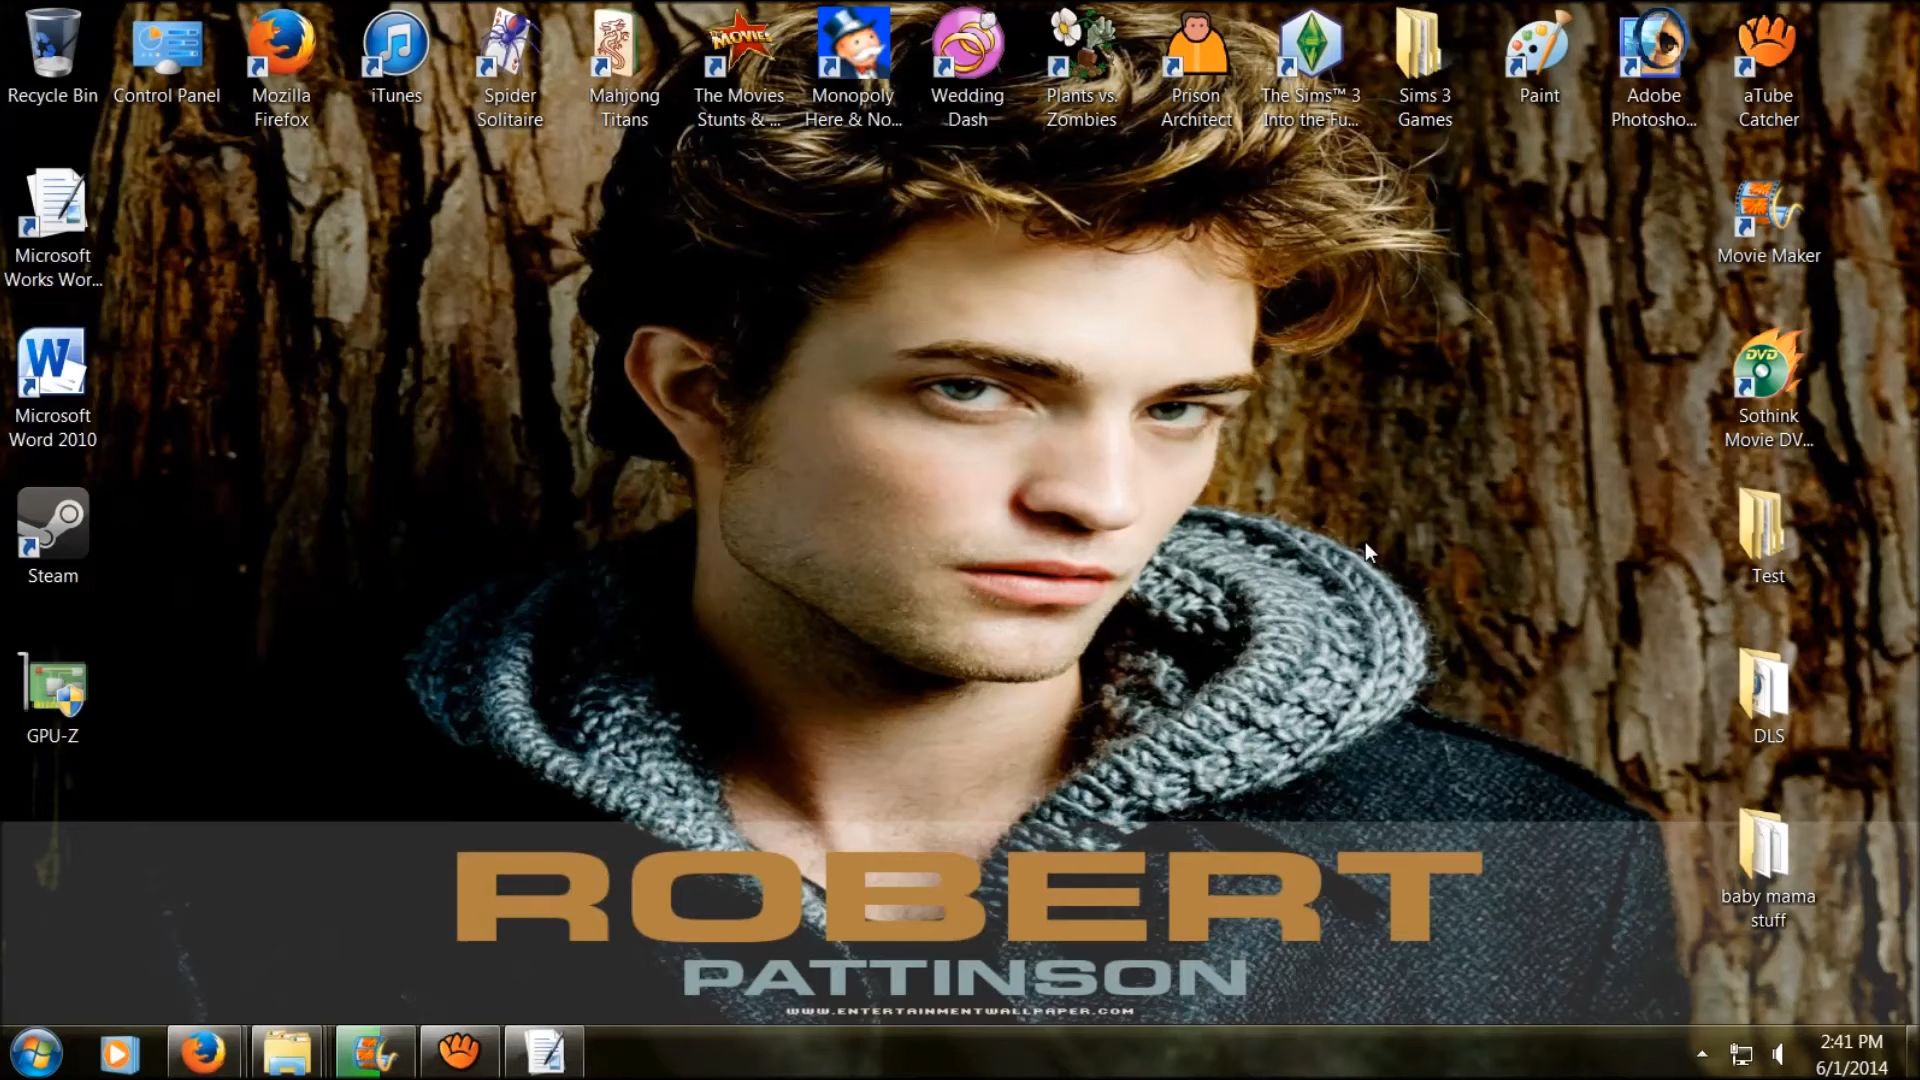 Recycle Bin
Control Panel
Mozilla
Firefox
iTunes
Spider
Solitaire
Mahjong
Titans
MOVIES
The Movies
Stunts & ...
Monopoly
Here & No...
Wedding
Dash
Plants vs.
Zombies
Prison
Architect
The Sims™ 3
Into the Fu...
Sims 3
Games
Paint
Adobe
Photosho...
aTube
Catcher
Microsoft
Works Wor...
Movie Maker
W
Microsoft
Word 2010
DVD
Sothink
Movie DV...
Steam
Test
GPU-Z
DLS
baby mama
stuff
ROBERT
PATTINSON
WWW.ENTERTAINMENTWALLPAPER.COM
2:41 PM
6/1/2014